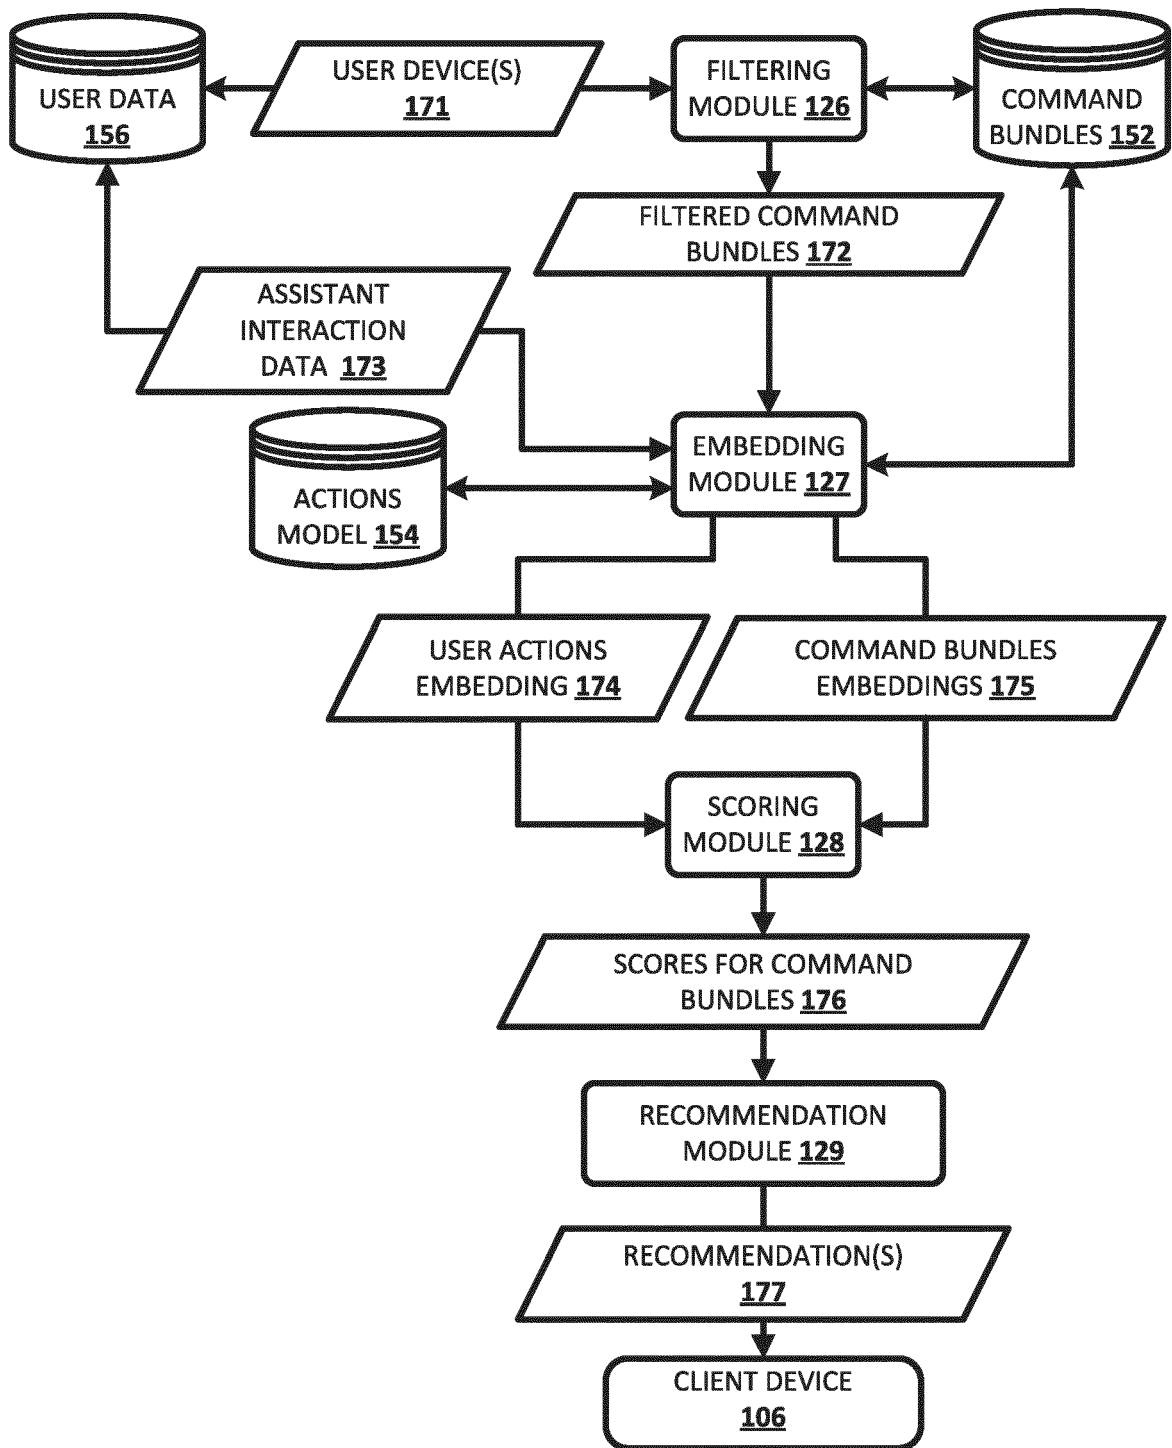 USER DATA
156
USER DEVICE(S)
171
FILTERING
MODULE 126
COMMAND
BUNDLES 152
FILTERED COMMAND
BUNDLES 172
ASSISTANT
INTERACTION
DATA 173
EMBEDDING
MODULE 127
ACTIONS
MODEL 154
USER ACTIONS
EMBEDDING 174
COMMAND BUNDLES
EMBEDDINGS 175
SCORING
MODULE 128
SCORES FOR COMMAND
BUNDLES 176
RECOMMENDATION
MODULE 129
RECOMMENDATION(S)
177
CLIENT DEVICE
106